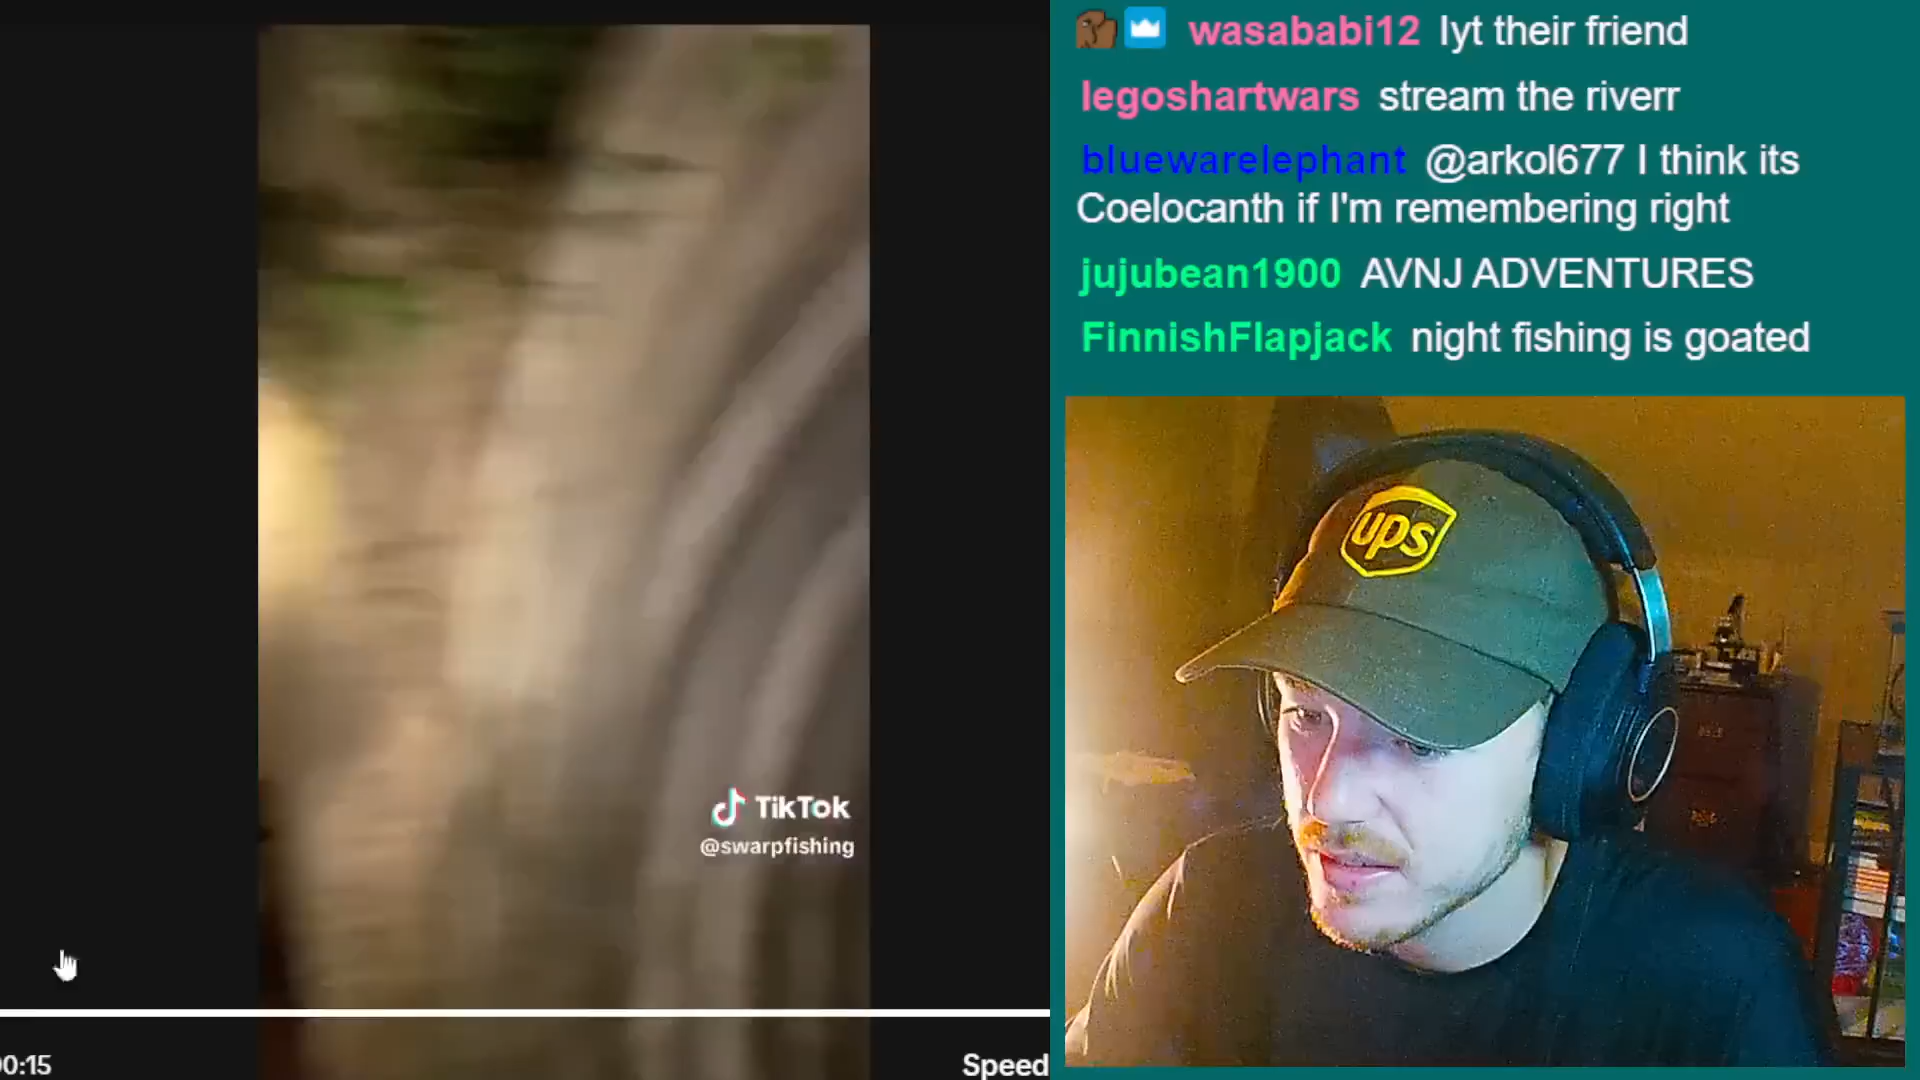 wasababi12 lyt their friend
legoshartwars stream the riverr
bluewarelephant @arkol677 I think its
Coelocanth if I'm remembering right
jujubean1900 AVNJ ADVENTURES
FinnishFlapjack night fishing is goated
ups
TikTok
@swarpfishing
0:15
Speed